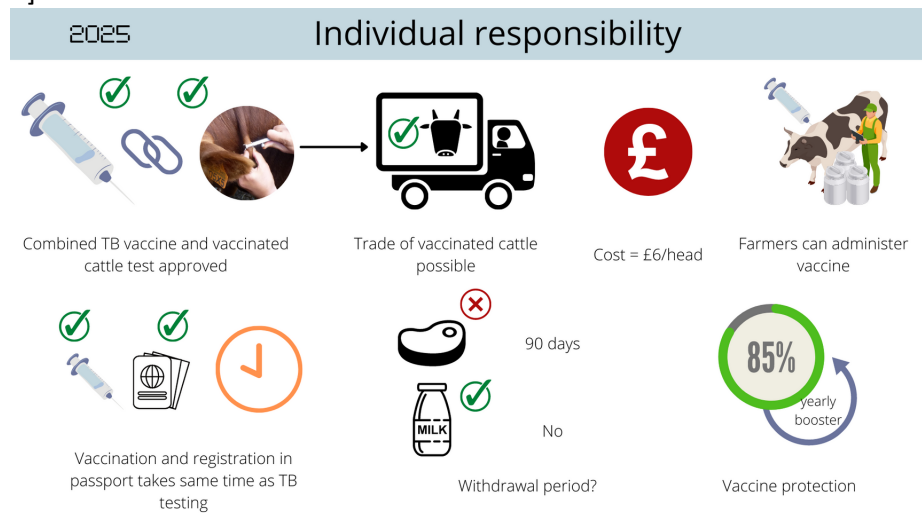 2025
Individual responsibility
Combined TB vaccine and vaccinated
cattle test approved
Trade of vaccinated cattle
possible
£
Cost = £6/head
Farmers can administer
vaccine
Vaccination and registration in
passport takes same time as TB
testing
90 days
MILK
No
Withdrawal period?
85%
yearly
booster
Vaccine protection